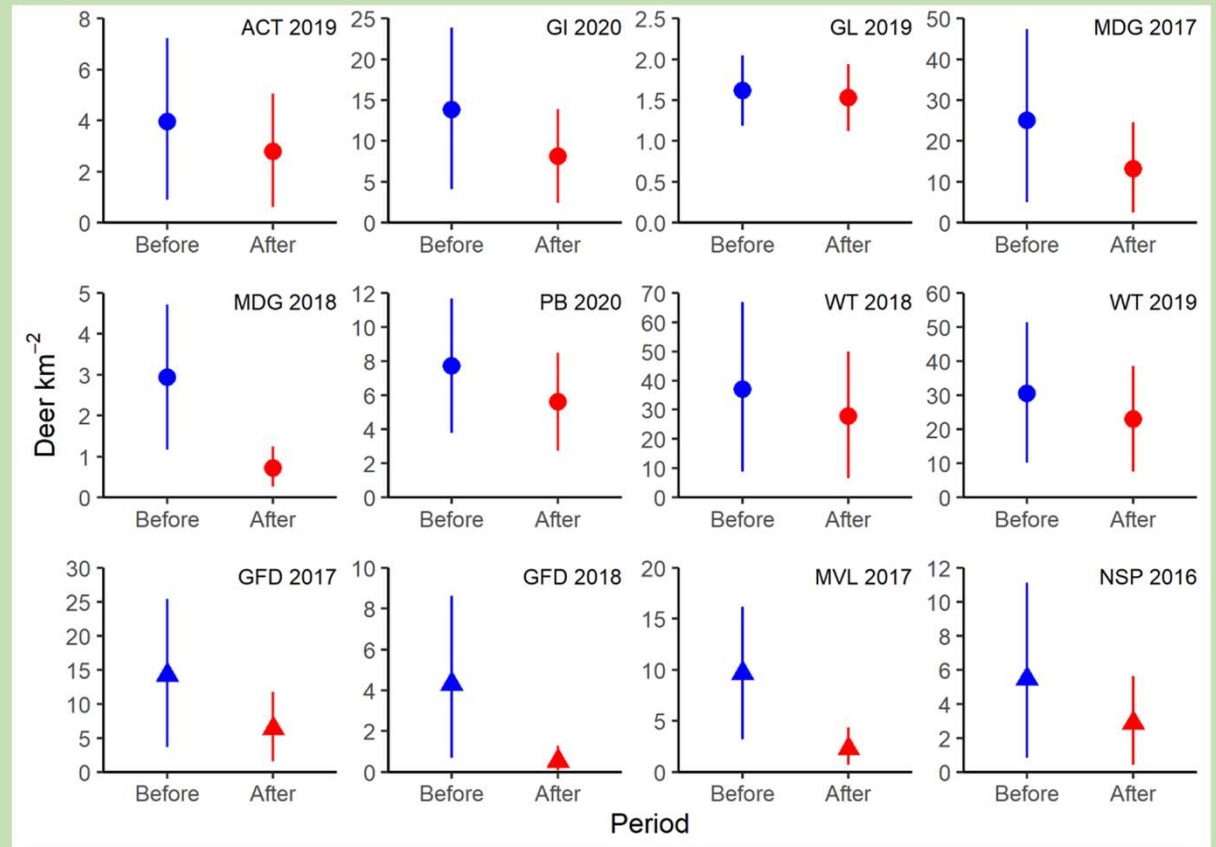 ACT 2019
8
6
4
2
0
Before After
GI 2020
25
20
15
10
5
0
Before After
GL 2019
2.5
2.0
1.5
1.0
0.5
0.0
Before After
MDG 2017
50
40
30
20
10
0
Before After
MDG 2018
5
4
3
2
1
0
Before After
PB 2020
12
10
8
6
4
2
0
Before After
WT 2018
70
60
50
40
30
20
10
0
Before After
WT 2019
60
50
40
30
20
10
0
Before After
GFD 2017
30
25
20
15
10
5
0
Before After
GFD 2018
10
8
6
4
2
0
Before After
MVL 2017
20
15
10
5
0
Before After
NSP 2016
12
10
8
6
4
2
0
Before After
Deer km⁻²
Period